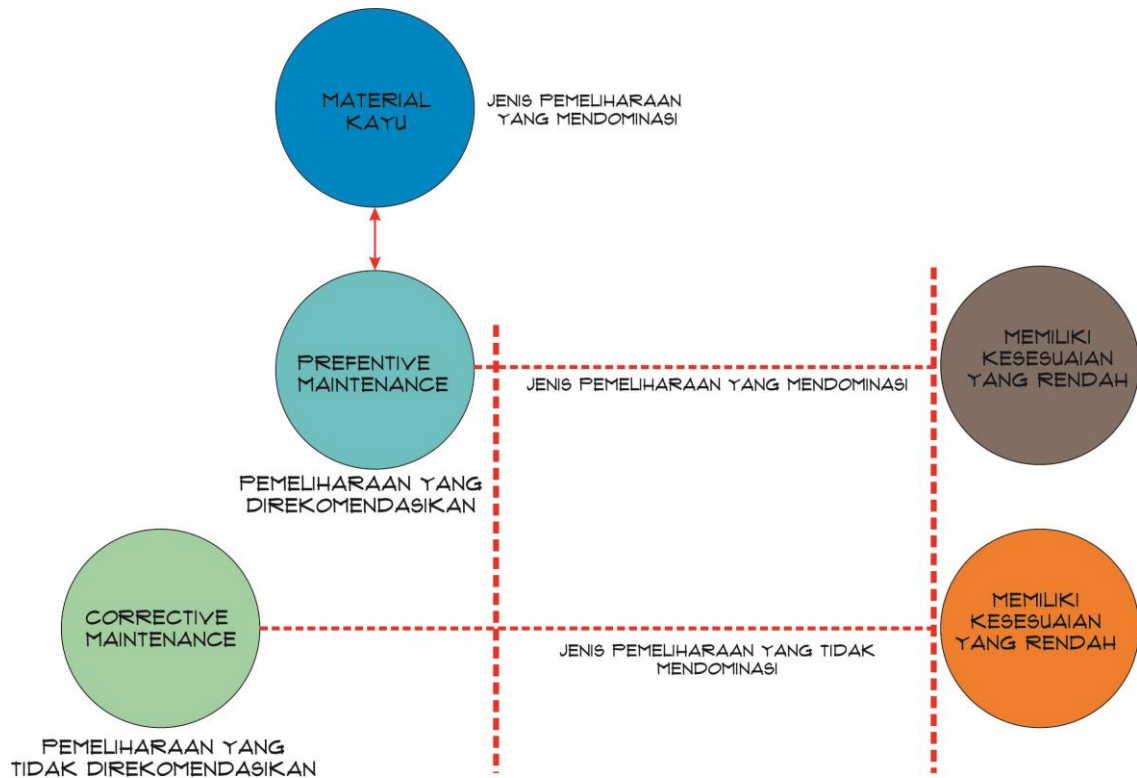 MATERIAL
KAYU
JENIS PEMELIHARAAN
YANG MENDOMINASI
PREFENTIVE
MAINTENANCE
JENIS PEMELIHARAAN YANG MENDOMINASI
MEMILIKI
KESESUAIAN
YANG RENDAH
PEMELIHARAAN YANG
DIREKOMENDASIKAN
CORRECTIVE
MAINTENANCE
JENIS PEMELIHARAAN YANG TIDAK
MENDOMINASI
MEMILIKI
KESESUAIAN
YANG RENDAH
PEMELIHARAAN YANG
TIDAK DIREKOMENDASIKAN